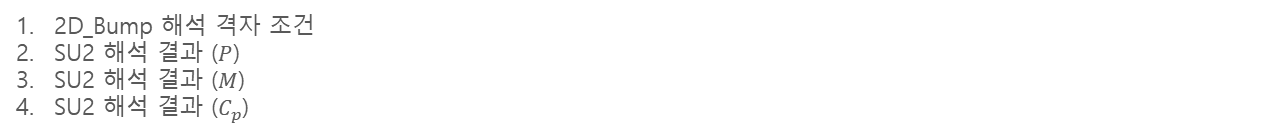 1. 2D_Bump 해석 격자 조건
2. SU2 해석 결과 (P)
3. SU2 해석 결과 (M)
4. SU2 해석 결과 (C_p)